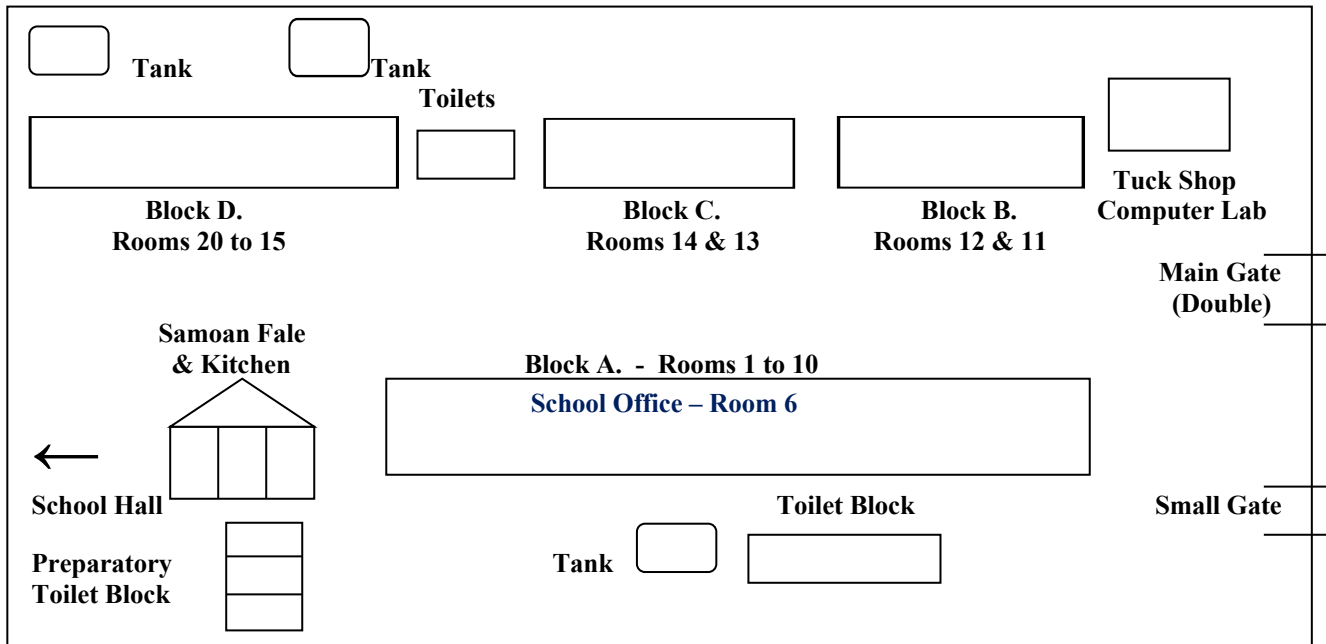 Tank
Tank
Toilets
Block D.
Rooms 20 to 15
Block C.
Rooms 14 & 13
Block B.
Rooms 12 & 11
Tuck Shop
Computer Lab
Main Gate
(Double)
Samoan Fale
& Kitchen
Block A. - Rooms 1 to 10
School Office – Room 6
School Hall
Toilet Block
Small Gate
Preparatory
Toilet Block
Tank